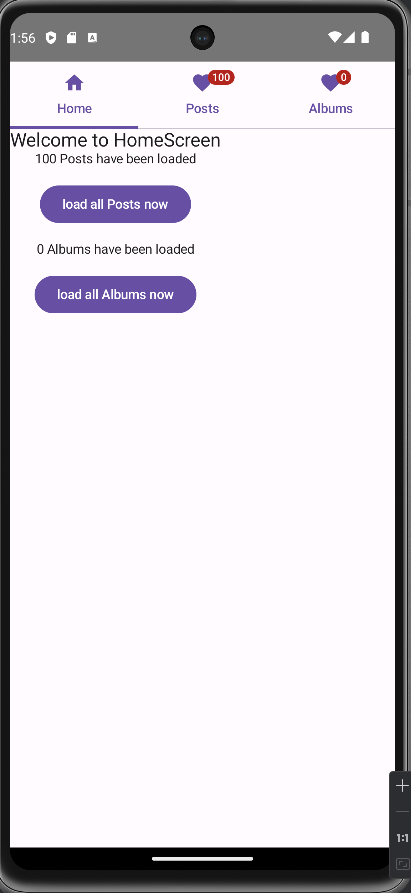 1:56
A
100
0
Home
Posts
Albums
Welcome to HomeScreen
100 Posts have been loaded
load all Posts now
0 Albums have been loaded
load all Albums now
1:1